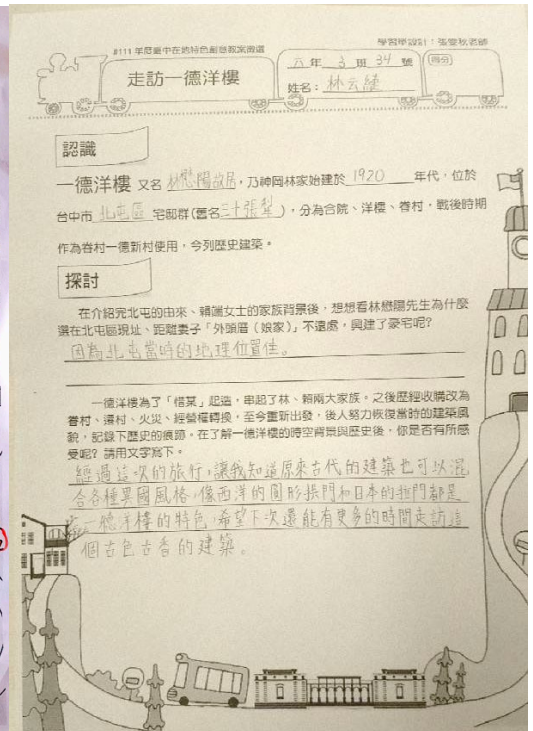 #111年度臺中在地特色創意教案徵選
學習單設計：張雯秋老師
走訪一德洋樓
六年 3 班 34 號
得分
姓名：林云縫
認識
一德洋樓 又名 林懋陽故居，乃神岡林家始建於 1920 年代，位於
台中市 北屯區 宅邸群(舊名 三十張犁)，分為合院、洋樓、眷村，戰後時期
作為眷村一德新村使用，今列歷史建築。
探討
在介紹完北屯的由來、賴端女士的家族背景後，想想看林懋陽先生為什麼
選在北屯區現址、距離妻子「外頭厝（娘家）」不遠處，興建了豪宅呢？
因為北屯當時的地理位置佳。
一德洋樓為了「惜某」起造，串起了林、賴兩大家族。之後歷經收購改為
眷村、遷村、火災、經營權轉換，至今重新出發，後人努力恢復當時的建築風
貌，記錄下歷史的痕跡。在了解一德洋樓的時空背景與歷史後，你是否有所感
受呢？請用文字寫下。
經過這次的旅行，讓我知道原來古代的建築也可以混
合各種異國風格，像西洋的圓形拱門和日本的拉門都是
一德洋樓的特色，希望下次還能有更多的時間走訪這
個古色古香的建築。